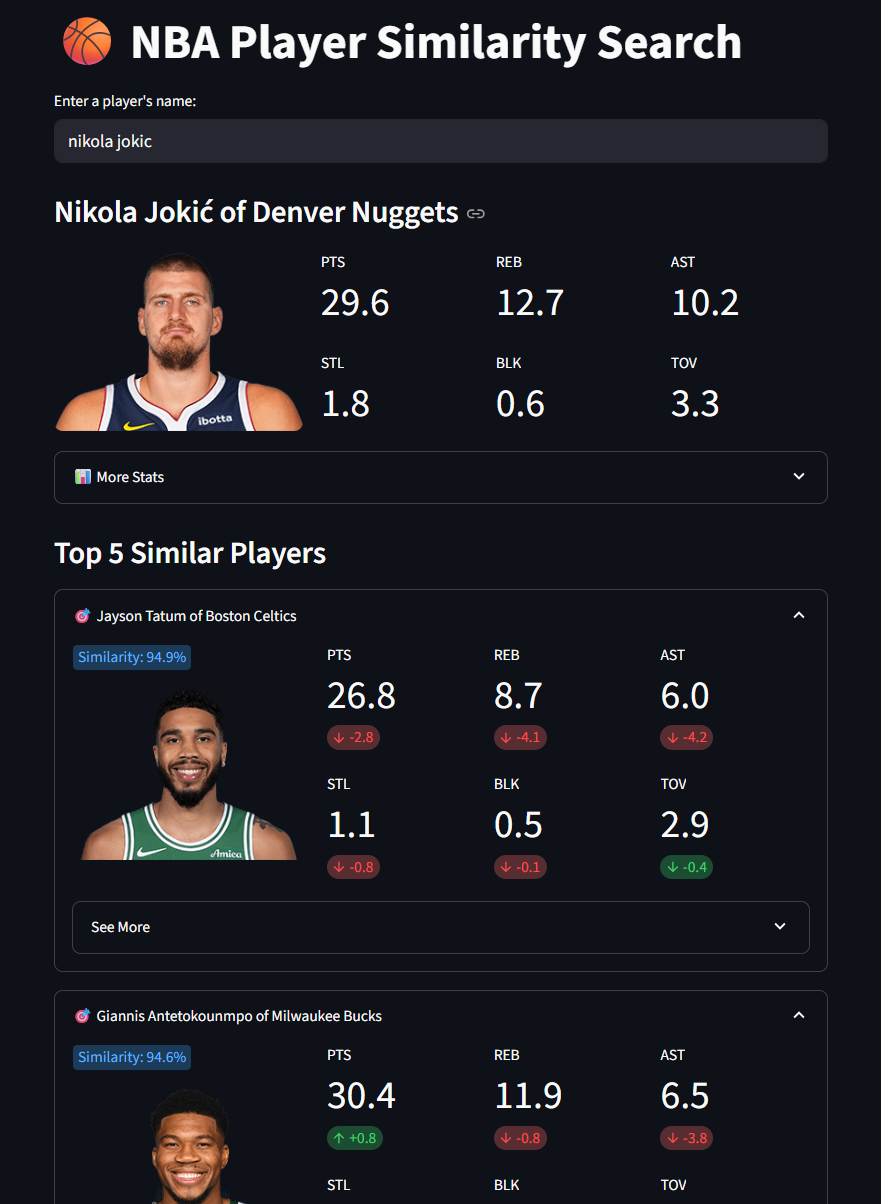 NBA Player Similarity Search
Enter a player's name:
nikola jokic
Nikola Jokić of Denver Nuggets
PTS REB AST
29.6 12.7 10.2
STL BLK TOV
1.8 0.6 3.3
ibotta
More Stats
Top 5 Similar Players
Jayson Tatum of Boston Celtics
Similarity: 94.9%
PTS REB AST
26.8 8.7 6.0
↓ -2.8 ↓ -4.1 ↓ -4.2
STL BLK TOV
1.1 0.5 2.9
Amica
↓ -0.8 ↓ -0.1 ↓ -0.4
See More
Giannis Antetokounmpo of Milwaukee Bucks
Similarity: 94.6%
PTS REB AST
30.4 11.9 6.5
↑ +0.8 ↓ -0.8 ↓ -3.8
STL BLK TOV